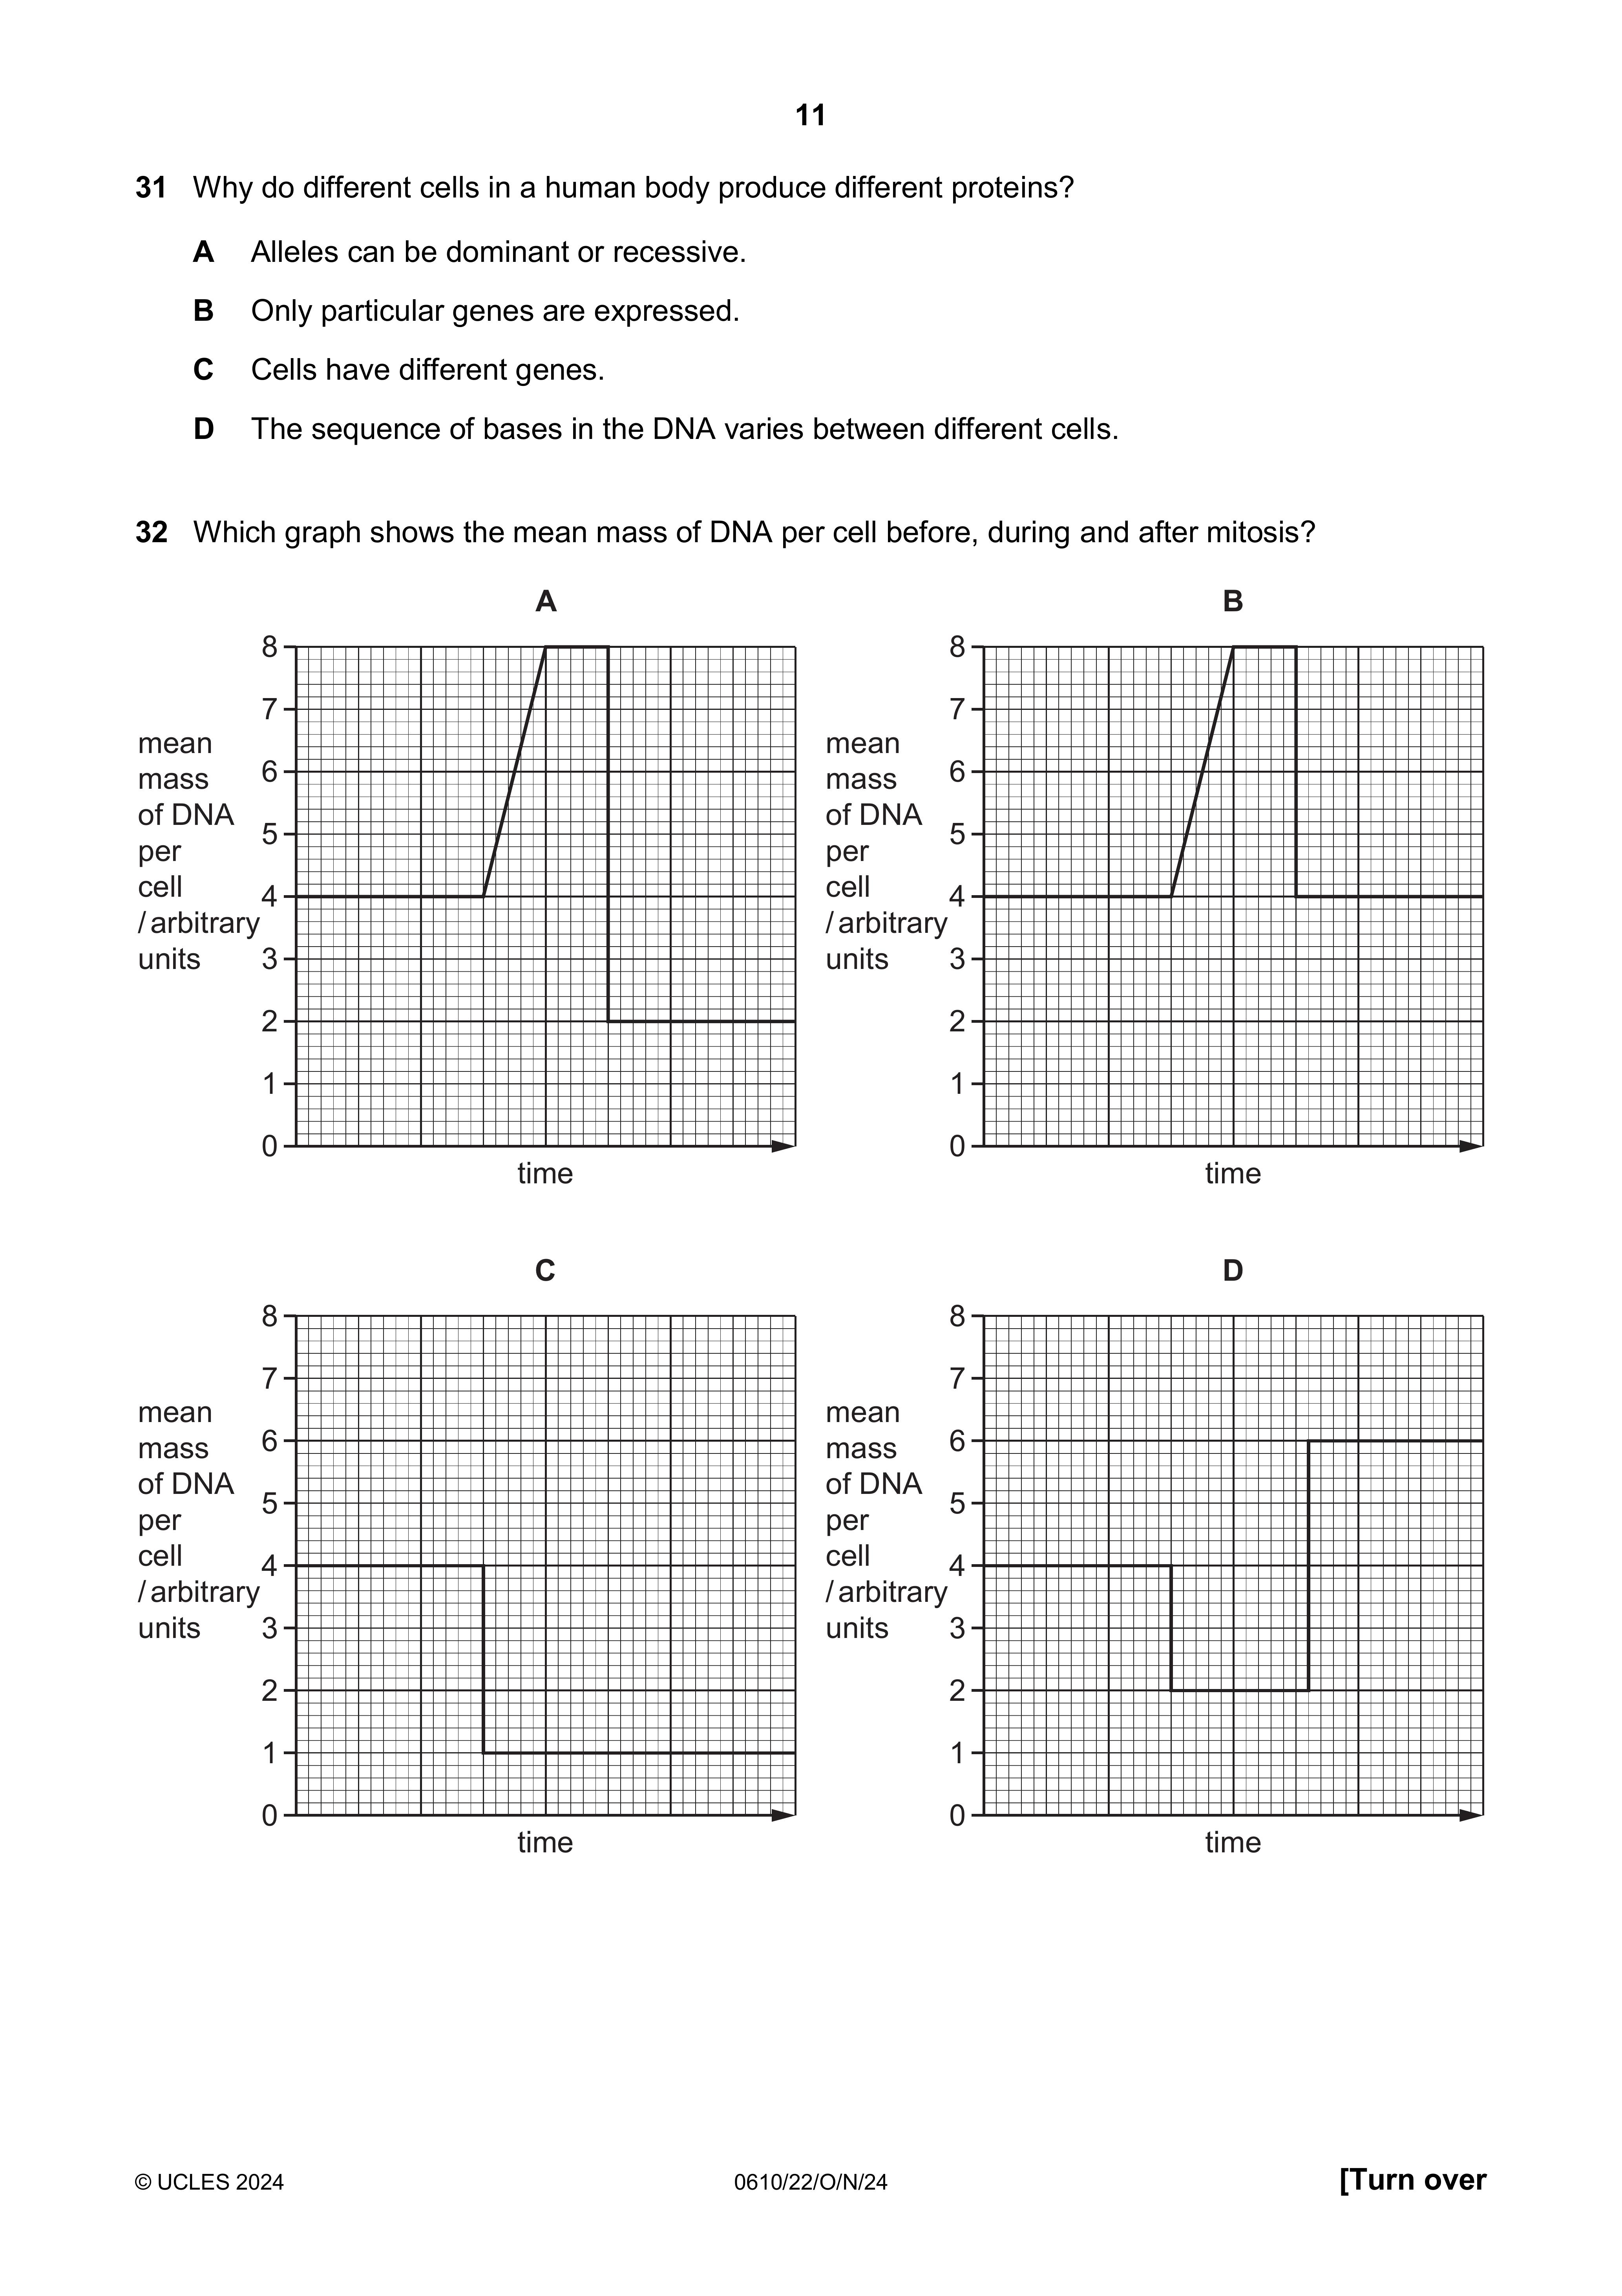 11
31 Why do different cells in a human body produce different proteins?
A Alleles can be dominant or recessive.
B Only particular genes are expressed.
C Cells have different genes.
D The sequence of bases in the DNA varies between different cells.
32 Which graph shows the mean mass of DNA per cell before, during and after mitosis?
A
8
7
6
5
4
3
2
1
0
mean
mass
of DNA
per
cell
/ arbitrary
units
time
B
8
7
6
5
4
3
2
1
0
mean
mass
of DNA
per
cell
/ arbitrary
units
time
C
8
7
6
5
4
3
2
1
0
mean
mass
of DNA
per
cell
/ arbitrary
units
time
D
8
7
6
5
4
3
2
1
0
mean
mass
of DNA
per
cell
/ arbitrary
units
time
© UCLES 2024 0610/22/O/N/24 [Turn over